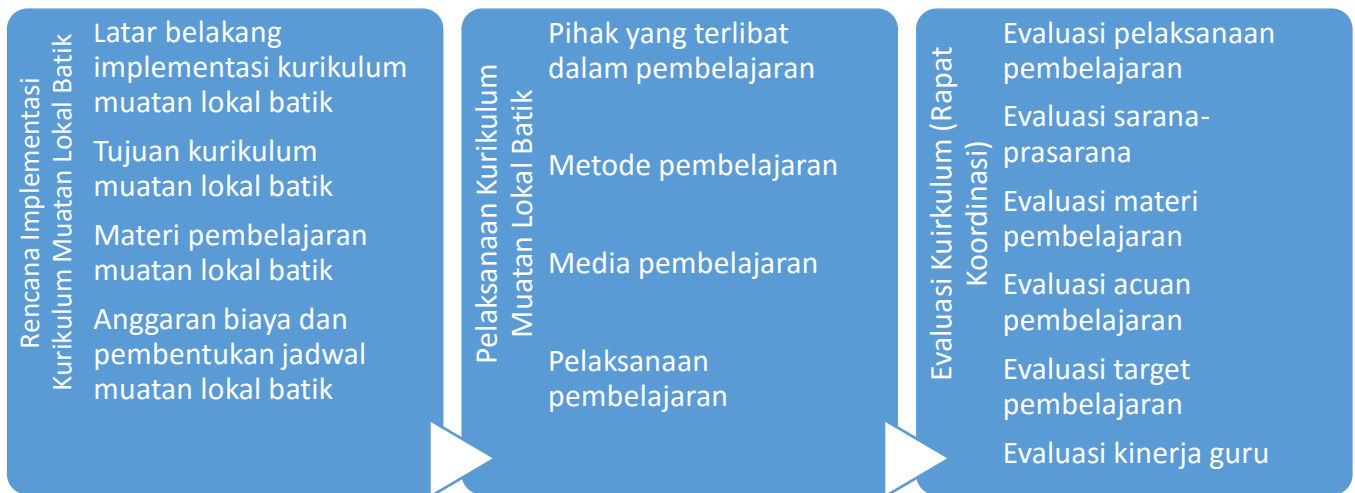 Rencana Implementasi
Kurikulum Muatan Lokal Batik
Latar belakang
implementasi kurikulum
muatan lokal batik
Tujuan kurikulum
muatan lokal batik
Materi pembelajaran
muatan lokal batik
Anggaran biaya dan
pembentukan jadwal
muatan lokal batik
Pelaksanaan Kurikulum
Muatan Lokal Batik
Pihak yang terlibat
dalam pembelajaran
Metode pembelajaran
Media pembelajaran
Pelaksanaan
pembelajaran
Evaluasi Kuirkulum (Rapat
Koordinasi)
Evaluasi pelaksanaan
pembelajaran
Evaluasi sarana-
prasarana
Evaluasi materi
pembelajaran
Evaluasi acuan
pembelajaran
Evaluasi target
pembelajaran
Evaluasi kinerja guru